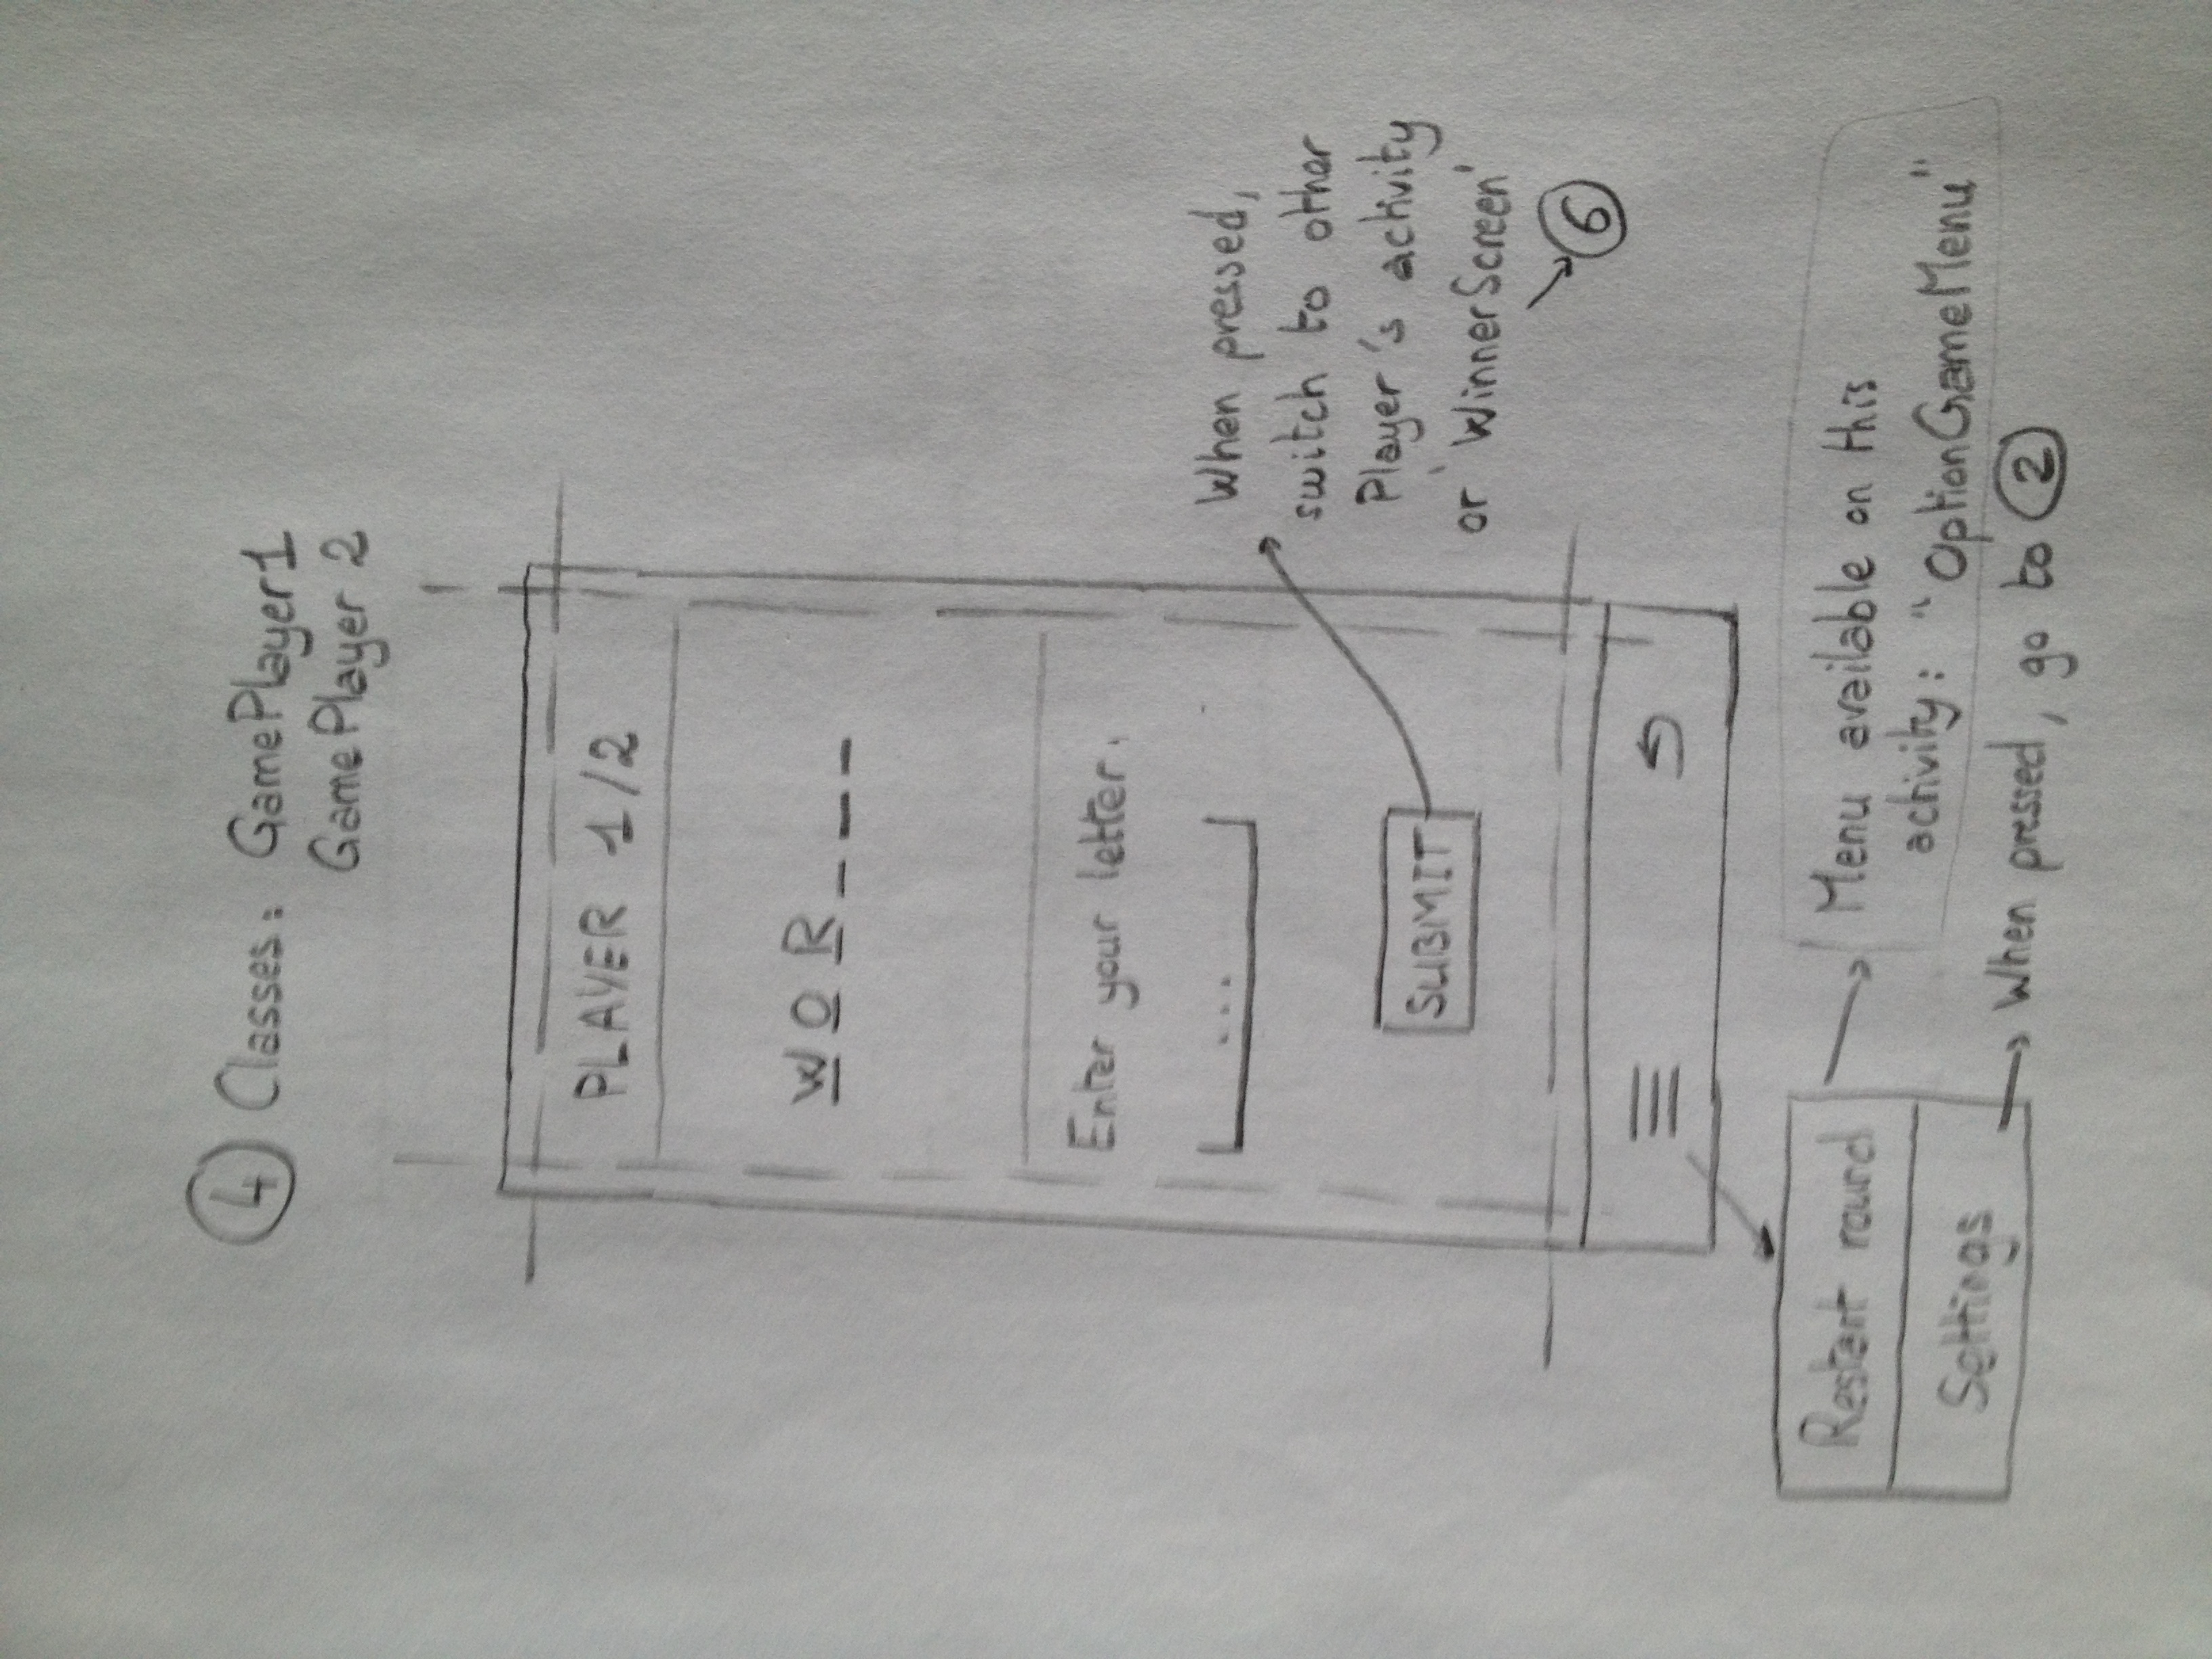 4 Classes: GamePlayer1
GamePlayer 2
PLAYER 1/2
W O R _ _ _
Enter your letter.
...
SUBMIT
When pressed,
switch to other
Player's activity
or 'WinnerScreen'
6
Restart round
Settings
Menu available on this
activity: "OptionGameMenu"
When pressed, go to 2